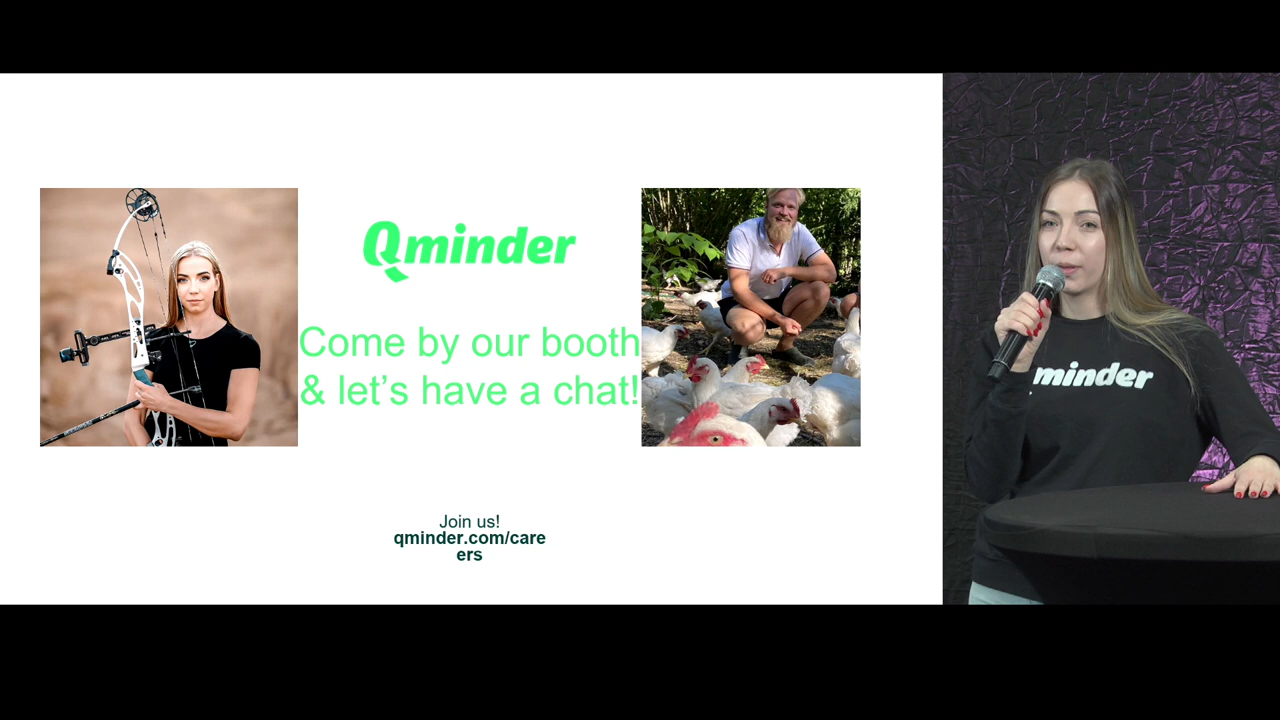 Qminder
Come by our booth
& let’s have a chat!
Join us!
qminder.com/care
ers
minder